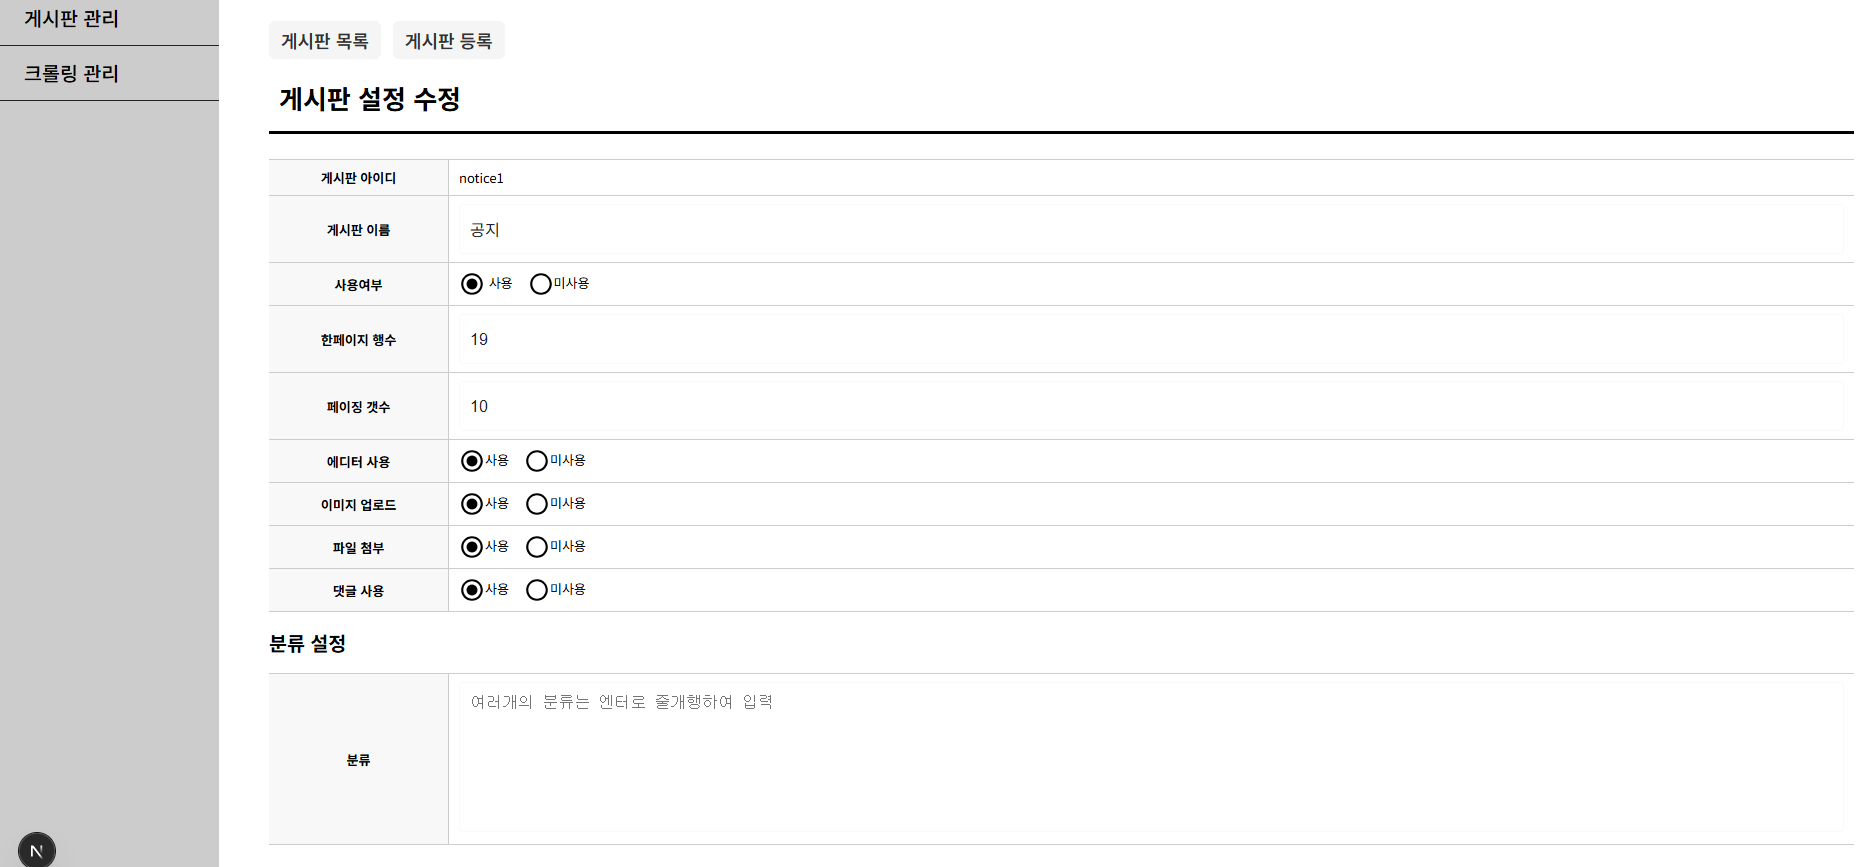 게시판 관리
크롤링 관리
게시판 목록 게시판 등록
게시판 설정 수정
게시판 아이디 notice1
게시판 이름 공지
사용여부 사용 미사용
한페이지 행수 19
페이징 갯수 10
에디터 사용 사용 미사용
이미지 업로드 사용 미사용
파일 첨부 사용 미사용
댓글 사용 사용 미사용
분류 설정
여러개의 분류는 엔터로 줄개행하여 입력
분류
N